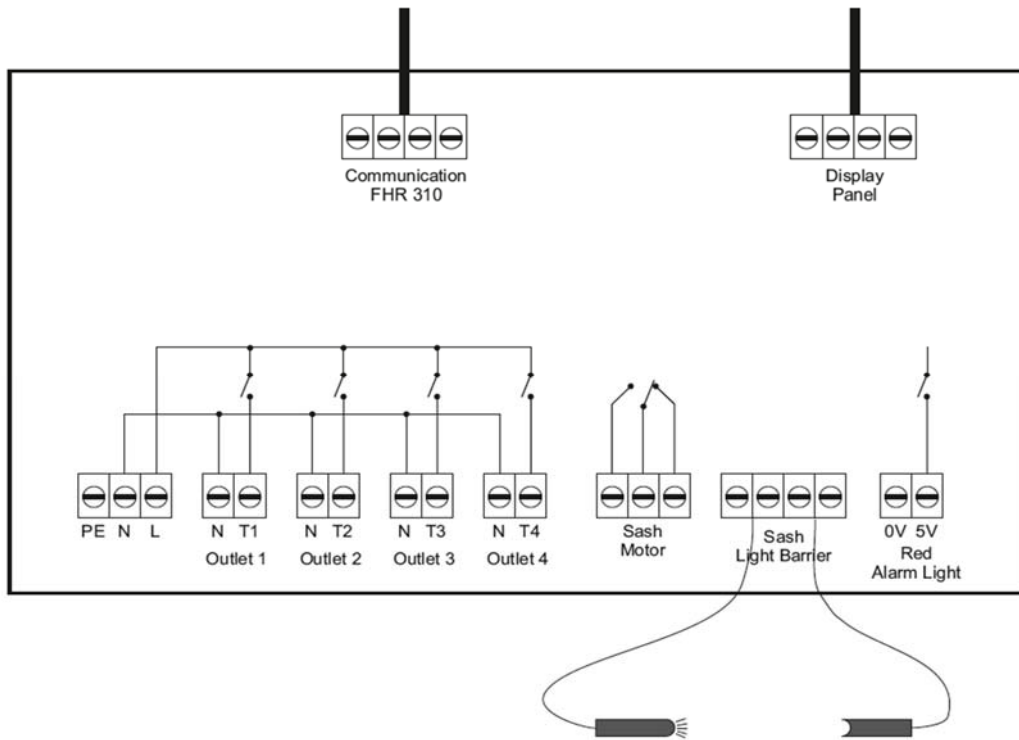 Communication
FHR 310
Display
Panel
PE N L
N T1
N T2
N T3
N T4
0V 5V
Outlet 1
Outlet 2
Outlet 3
Outlet 4
Sash
Motor
Sash
Light Barrier
Red
Alarm Light